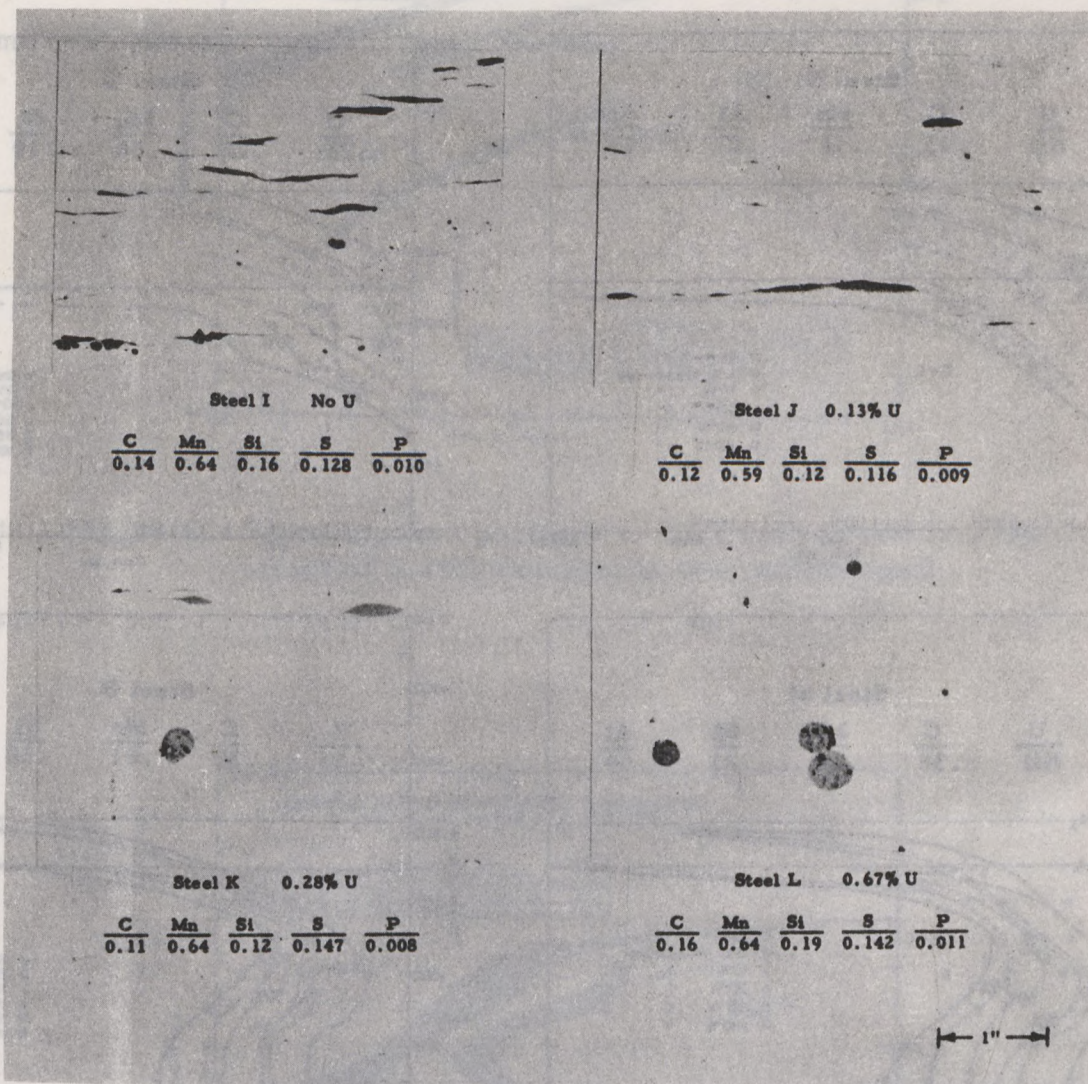 Steel I No U
C Mn Si S P
0.14 0.64 0.16 0.128 0.010
Steel J 0.13% U
C Mn Si S P
0.12 0.59 0.12 0.116 0.009
Steel K 0.28% U
C Mn Si S P
0.11 0.64 0.12 0.147 0.008
Steel L 0.67% U
C Mn Si S P
0.16 0.64 0.19 0.142 0.011
1"